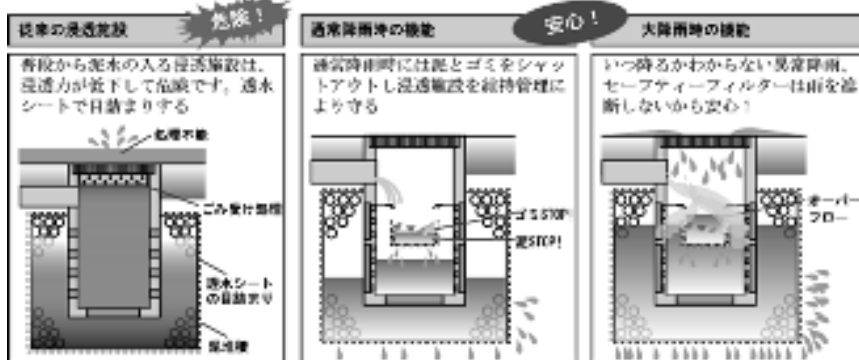 従来の浸透施設
危険！
普段から泥水の入る浸透施設は、
浸透力が低下して危険です。透水
シートで目詰まりする
処理不能
ごみ受け無権
透水シート
の目詰まり
通常降雨時の機能
安心！
通常降雨時には泥とゴミをシャッ
トアウトし浸透施設を維持管理に
より守る
ゴミSTOP!
泥STOP!
大降雨時の機能
いつ降るかわからない異常降雨。
セーフティーフィルターは雨を遮
断しないから安心！
オーバー
フロー